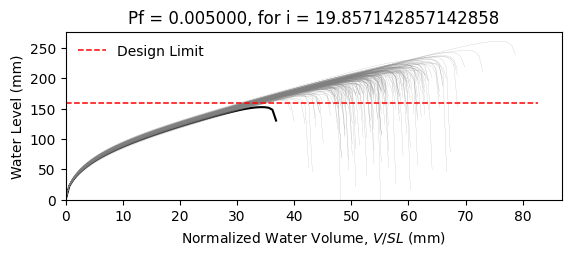 Pf = 0.005000, for i = 19.857142857142858
Water Level (mm)
250
200
150
100
50
0
Design Limit
0 10 20 30 40 50 60 70 80
Normalized Water Volume, V/SL (mm)